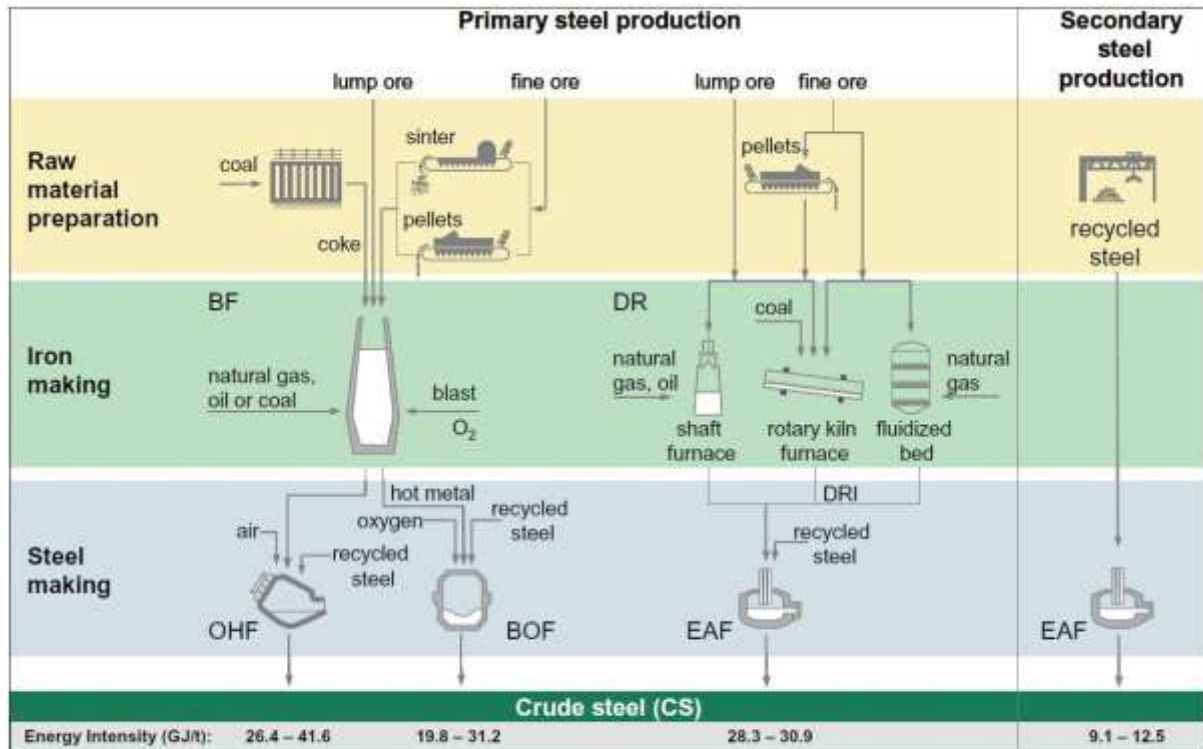 Primary steel production
Secondary
steel
production
lump ore
fine ore
lump ore
fine ore
Raw
material
preparation
coal
sinter
pellets
coke
pellets
recycled
steel
Iron
making
BF
natural gas,
oil or coal
blast
O₂
DR
coal
natural
gas, oil
natural
gas
shaft
furnace
rotary kiln
furnace
fluidized
bed
Steel
making
hot metal
air
recycled
steel
oxygen
recycled
steel
DRI
recycled
steel
OHF
BOF
EAF
EAF
Crude steel (CS)
Energy Intensity (GJ/t): 26.4 – 41.6 19.8 – 31.2 28.3 – 30.9 9.1 – 12.5